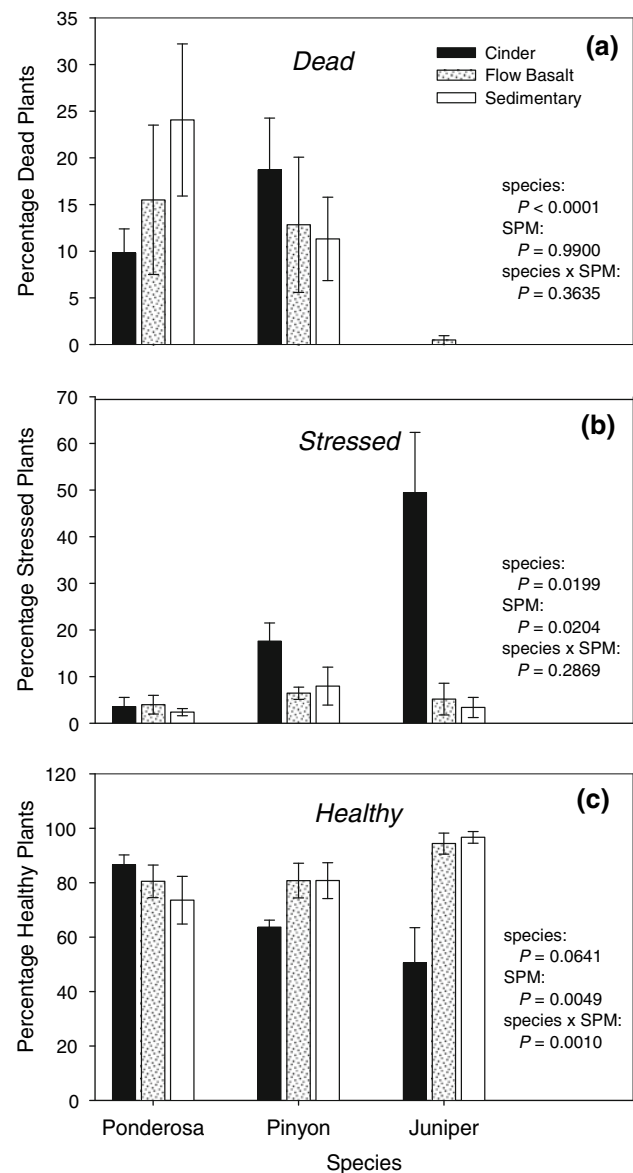 (a)
Dead
Cinder
Flow Basalt
Sedimentary
35
30
25
20
15
10
5
0
Percentage Dead Plants
species:
P < 0.0001
SPM:
P = 0.9900
species x SPM:
P = 0.3635
(b)
Stressed
70
60
50
40
30
20
10
0
Percentage Stressed Plants
species:
P = 0.0199
SPM:
P = 0.0204
species x SPM:
P = 0.2869
(c)
Healthy
120
100
80
60
40
20
0
Percentage Healthy Plants
species:
P = 0.0641
SPM:
P = 0.0049
species x SPM:
P = 0.0010
Ponderosa Pinyon Juniper
Species